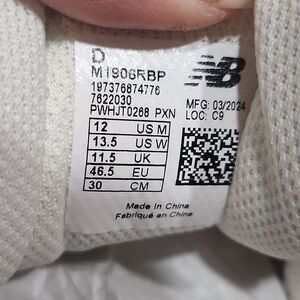 D
M1906RBP
197376874776
7622030
PWHJT0268 PXN
NB
MFG: 03/2024
LOC: C9
12 US M
13.5 US W
11.5 UK
46.5 EU
30 CM
Made in China
Fabriqué en Chine